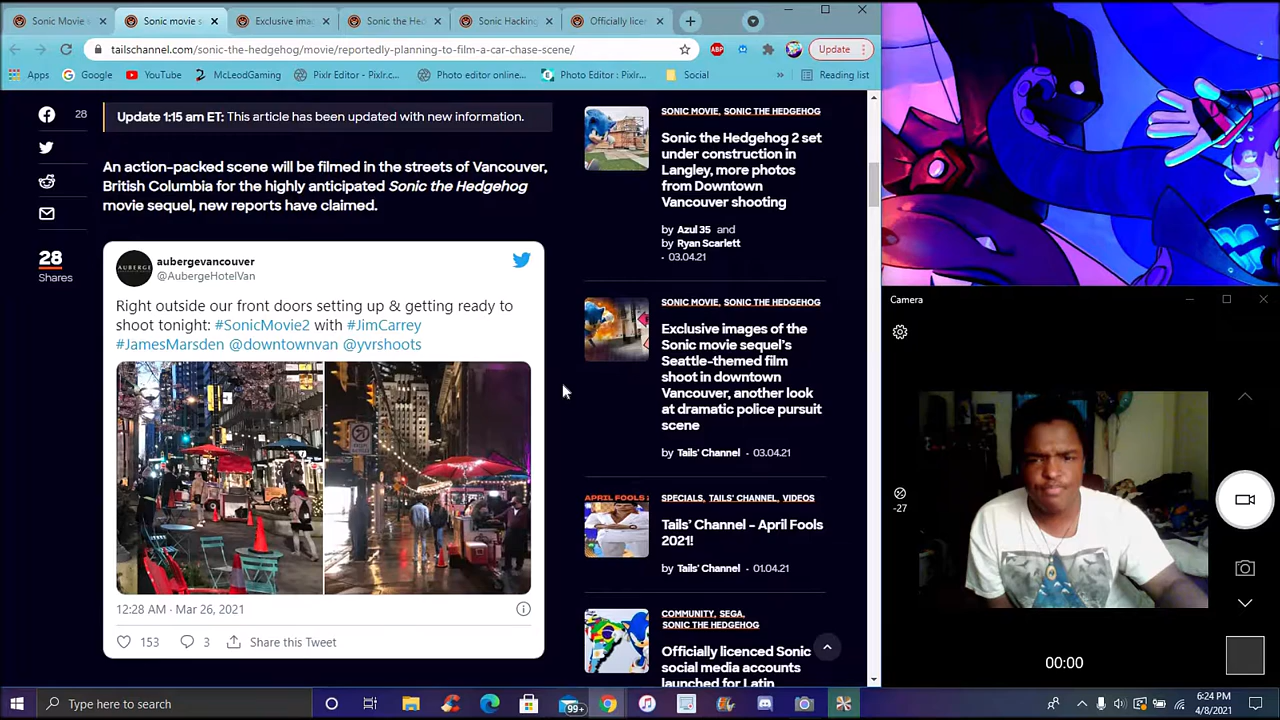 Sonic Movie
Sonic movie s
Exclusive ima
Sonic the Hed
Sonic Hacking
Officially licen
tailschannel.com/sonic-the-hedgehog/movie/reportedly-planning-to-film-a-car-chase-scene/
ABP
Update
Apps
Google
YouTube
McLeodGaming
Pixlr Editor - Pixlr.c...
Photo editor online...
Photo Editor : Pixlr...
Social
»
Reading list
28
Update 1:15 am ET: This article has been updated with new information.
An action-packed scene will be filmed in the streets of Vancouver,
British Columbia for the highly anticipated Sonic the Hedgehog
movie sequel, new reports have claimed.
28
Shares
AUBERGE
aubergevancouver
@AubergeHotelVan
Right outside our front doors setting up & getting ready to
shoot tonight: #SonicMovie2 with #JimCarrey
#JamesMarsden @downtownvan @yvrshoots
12:28 AM · Mar 26, 2021
153
3
Share this Tweet
SONIC MOVIE, SONIC THE HEDGEHOG
Sonic the Hedgehog 2 set
under construction in
Langley, more photos
from Downtown
Vancouver shooting
by Azul 35 and
by Ryan Scarlett
- 03.04.21
SONIC MOVIE, SONIC THE HEDGEHOG
Exclusive images of the
Sonic movie sequel's
Seattle-themed film
shoot in downtown
Vancouver, another look
at dramatic police pursuit
scene
by Tails' Channel - 03.04.21
APRIL FOOLS
SPECIALS, TAILS' CHANNEL, VIDEOS
Tails' Channel – April Fools
2021!
by Tails' Channel - 01.04.21
COMMUNITY, SEGA,
SONIC THE HEDGEHOG
Officially licenced Sonic
social media accounts
launched for Latin
Camera
-27
00:00
Type here to search
99+
6:24 PM
4/8/2021